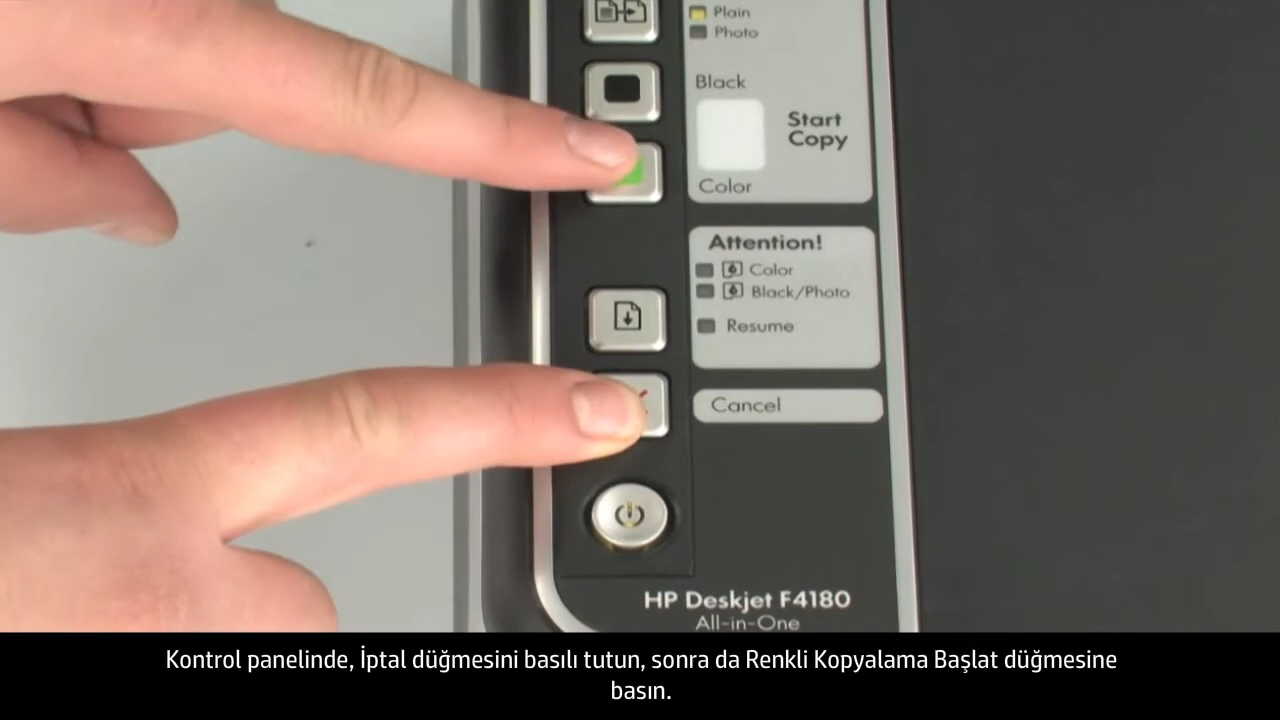 Plain
Photo
Black
Start
Copy
Color
Attention!
Color
Black/Photo
Resume
Cancel
HP Deskjet F4180
All-in-One
Kontrol panelinde, İptal düğmesini basılı tutun, sonra da Renkli Kopyalama Başlat düğmesine
basın.